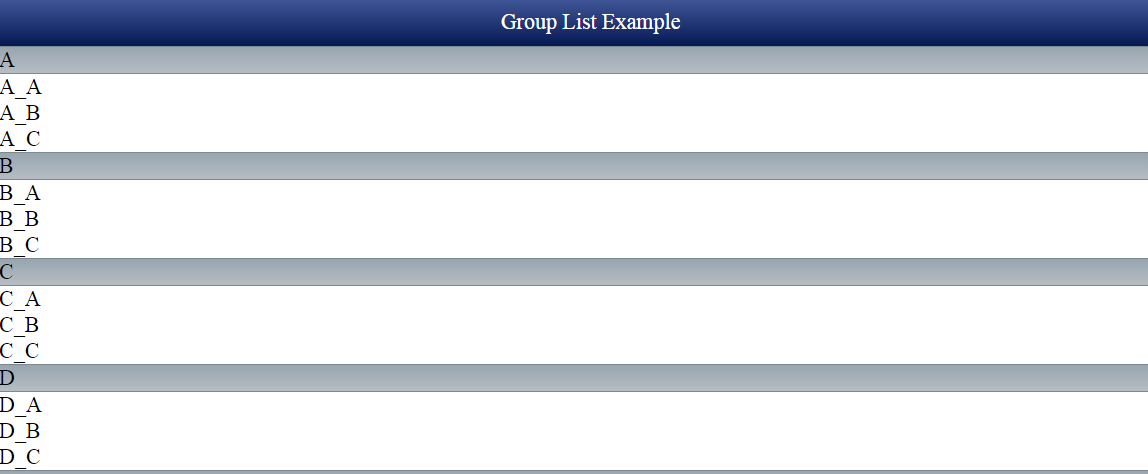 Group List Example
A
A_A
A_B
A_C
B
B_A
B_B
B_C
C
C_A
C_B
C_C
D
D_A
D_B
D_C